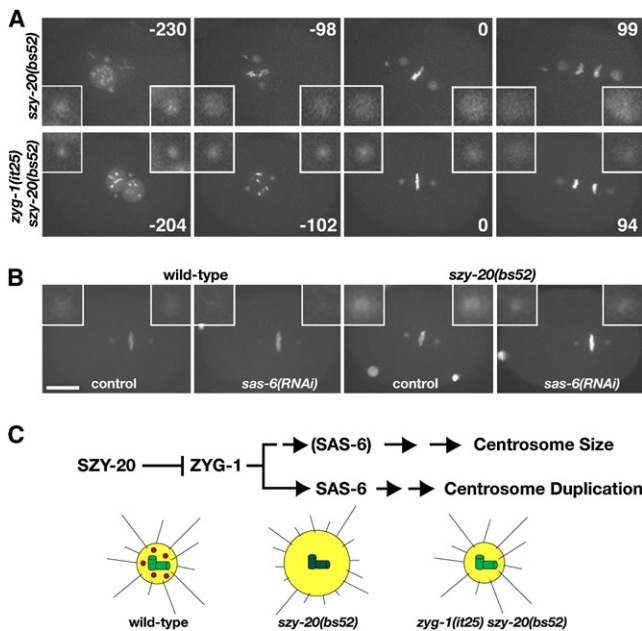 A
szy-20(bs52)
-230
-98
0
99
zyg-1(it25)
szy-20(bs52)
-204
-102
0
94
B
wild-type
szy-20(bs52)
control
sas-6(RNAi)
control
sas-6(RNAi)
C
SZY-20
ZYG-1
(SAS-6)
Centrosome Size
SAS-6
Centrosome Duplication
wild-type
szy-20(bs52)
zyg-1(it25) szy-20(bs52)